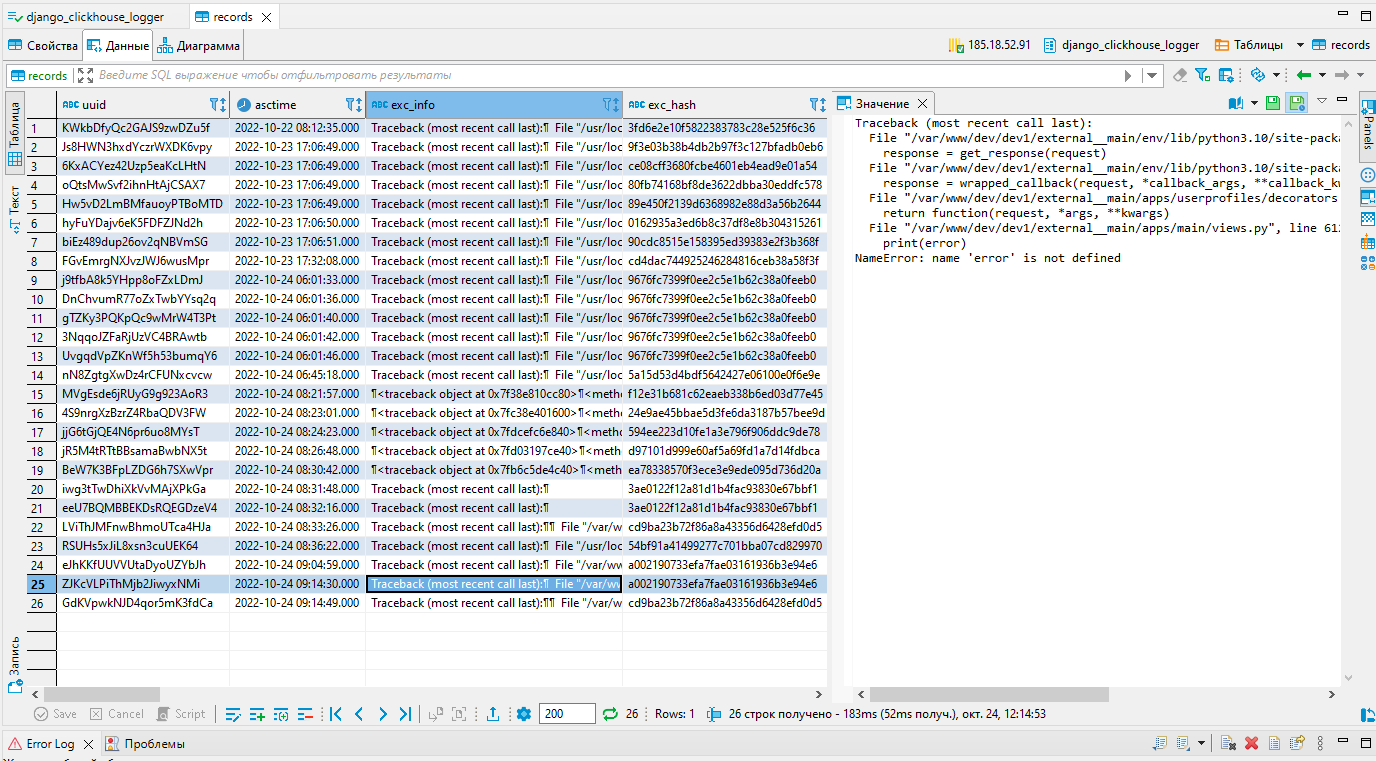 django_clickhouse_logger records
Свойства Данные Диаграмма 185.18.52.91 django_clickhouse_logger Таблицы records
records Введите SQL выражение чтобы отфильтровать результаты
Таблица
Текст
Запись
Panels
ABC uuid asctime ABC exc_info ABC exc_hash
1 KWkbDfyQc2GAJS9zwDZu5f 2022-10-22 08:12:35.000 Traceback (most recent call last):¶ File "/usr/loc 3fd6e2e10f5822383783c28e525f6c36
2 Js8HWN3hxdYczrWXDK6vpy 2022-10-23 17:06:49.000 Traceback (most recent call last):¶ File "/usr/loc 9f3e03b38b4db2b97f3c127bfadb0eb6
3 6KxACYez42Uzp5eaKcLHtN 2022-10-23 17:06:49.000 Traceback (most recent call last):¶ File "/usr/loc ce08cff3680fcbe4601eb4ead9e01a54
4 oQtsMwSvf2ihnHtAjCSAX7 2022-10-23 17:06:49.000 Traceback (most recent call last):¶ File "/usr/loc 80fb74168bf8de3622dbba30eddfc578
5 Hw5vD2LmBMfauoyPTBoMTD 2022-10-23 17:06:49.000 Traceback (most recent call last):¶ File "/usr/loc 89e450f2139d6368982e88d3a56b2644
6 hyFuYDajv6eK5FDFZJNd2h 2022-10-23 17:06:50.000 Traceback (most recent call last):¶ File "/usr/loc 0162935a3ed6b8c37df8e8b304315261
7 biEz489dup26ov2qNBVmSG 2022-10-23 17:06:51.000 Traceback (most recent call last):¶ File "/usr/loc 90cdc8515e158395ed39383e2f3b368f
8 FGvEmrgNXJvzJWJ6wusMpr 2022-10-23 17:32:08.000 Traceback (most recent call last):¶ File "/usr/loc cd4dac744925246284816ceb38a58f3f
9 j9tfbA8k5YHpp8oFZxLDmJ 2022-10-24 06:01:33.000 Traceback (most recent call last):¶ File "/usr/loc 9676fc7399f0ee2c5e1b62c38a0feeb0
10 DnChvumR77oZxTwbYYsq2q 2022-10-24 06:01:36.000 Traceback (most recent call last):¶ File "/usr/loc 9676fc7399f0ee2c5e1b62c38a0feeb0
11 gTZKy3PQKpQc9wMrW4T3Pt 2022-10-24 06:01:40.000 Traceback (most recent call last):¶ File "/usr/loc 9676fc7399f0ee2c5e1b62c38a0feeb0
12 3NqqoJZFaRjUzVC4BRAwtb 2022-10-24 06:01:42.000 Traceback (most recent call last):¶ File "/usr/loc 9676fc7399f0ee2c5e1b62c38a0feeb0
13 UvgqdVpZKnWf5h53bumqY6 2022-10-24 06:01:46.000 Traceback (most recent call last):¶ File "/usr/loc 9676fc7399f0ee2c5e1b62c38a0feeb0
14 nN8ZgtgXwDz4rCFUNxcvcw 2022-10-24 06:45:18.000 Traceback (most recent call last):¶ File "/usr/loc 5a15d53d4bdf5642427e06100e0f6e9e
15 MVgEsde6jRUyG9g923AoR3 2022-10-24 08:21:57.000 ¶<traceback object at 0x7f38e810cc80>¶<metho f12e31b681c62eaeb338b6ed03d77e45
16 4S9nrgXzBzrZ4RbaQDV3FW 2022-10-24 08:23:01.000 ¶<traceback object at 0x7fc38e401600>¶<metho 24e9ae45bbae5d3fe6da3187b57bee9d
17 jjG6tGjQE4N6pr6uo8MYsT 2022-10-24 08:24:23.000 ¶<traceback object at 0x7fdcefc6e840>¶<metho 594ee223d10fe1a3e796f906ddc9de78
18 jR5M4tRTtBBsamaBwbNX5t 2022-10-24 08:26:48.000 ¶<traceback object at 0x7fd03197ce40>¶<metho d97101d999e60af5a69fd1a7d14fdbca
19 BeW7K3BFpLZDG6h7SXwVpr 2022-10-24 08:30:42.000 ¶<traceback object at 0x7fb6c5de4c40>¶<meth ea78338570f3ece3e9ede095d736d20a
20 iwg3tTwDhiXkVvMAjXPkGa 2022-10-24 08:31:48.000 Traceback (most recent call last):¶ 3ae0122f12a81d1b4fac93830e67bbf1
21 eeU7BQMBBEKDsRQEGDzeV4 2022-10-24 08:32:16.000 Traceback (most recent call last):¶ 3ae0122f12a81d1b4fac93830e67bbf1
22 LViThJMFnwBhmoUTca4HJa 2022-10-24 08:33:26.000 Traceback (most recent call last):¶¶ File "/var/w cd9ba23b72f86a8a43356d6428efd0d5
23 RSUHs5xJiL8xsn3cuUEK64 2022-10-24 08:36:22.000 Traceback (most recent call last):¶ File "/usr/loc 54bf91a41499277c701bba07cd829970
24 eJhKKfUUVVUtaDyoUZYbJh 2022-10-24 09:04:59.000 Traceback (most recent call last):¶ File "/var/ww a002190733efa7fae03161936b3e94e6
25 ZJKcVLPiThMjb2JiwyxNMi 2022-10-24 09:14:30.000 Traceback (most recent call last):¶ File "/var/ww a002190733efa7fae03161936b3e94e6
26 GdKVpwkNJD4qor5mK3fdCa 2022-10-24 09:14:49.000 Traceback (most recent call last):¶¶ File "/var/w cd9ba23b72f86a8a43356d6428efd0d5
Значение
Traceback (most recent call last):
File "/var/www/dev/dev1/external__main/env/lib/python3.10/site-packa
response = get_response(request)
File "/var/www/dev/dev1/external__main/env/lib/python3.10/site-packa
response = wrapped_callback(request, *callback_args, **callback_kw
File "/var/www/dev/dev1/external__main/apps/userprofiles/decorators
return function(request, *args, **kwargs)
File "/var/www/dev/dev1/external__main/apps/main/views.py", line 612
print(error)
NameError: name 'error' is not defined
Save Cancel Script 200 26 Rows: 1 26 строк получено - 183ms (52ms получ.), окт. 24, 12:14:53
Error Log Проблемы